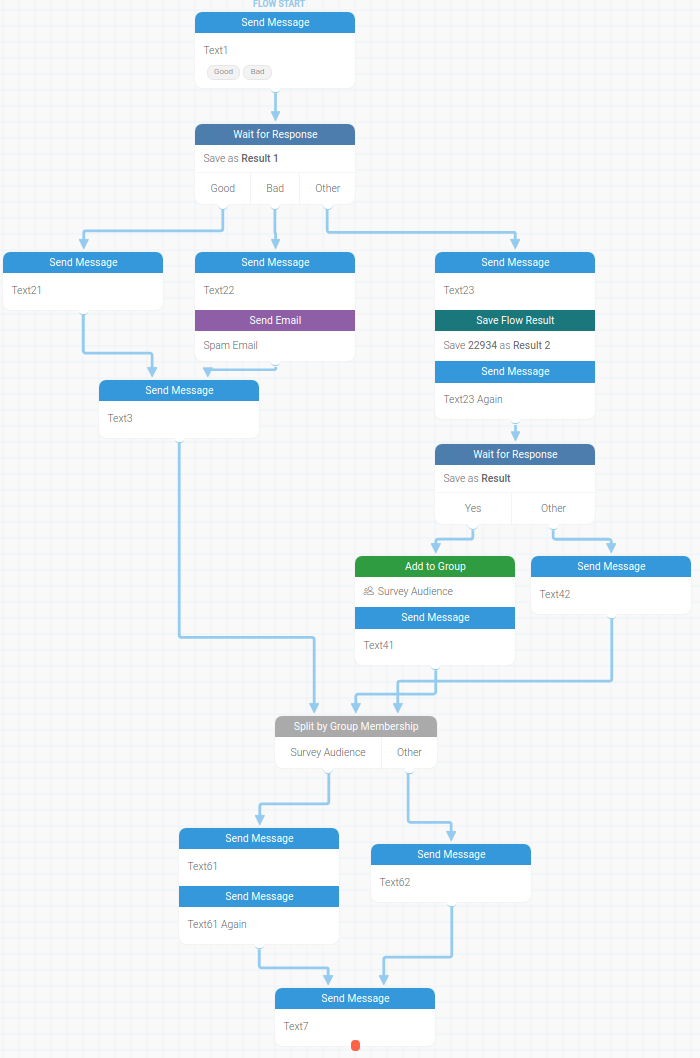 FLOW START
Send Message
Text1
Good Bad
Wait for Response
Save as Result 1
Good Bad Other
Send Message
Text21
Send Message
Text22
Send Email
Spam Email
Send Message
Text23
Save Flow Result
Save 22934 as Result 2
Send Message
Text23 Again
Send Message
Text3
Wait for Response
Save as Result
Yes Other
Add to Group
Survey Audience
Send Message
Text41
Send Message
Text42
Split by Group Membership
Survey Audience Other
Send Message
Text61
Send Message
Text61 Again
Send Message
Text62
Send Message
Text7